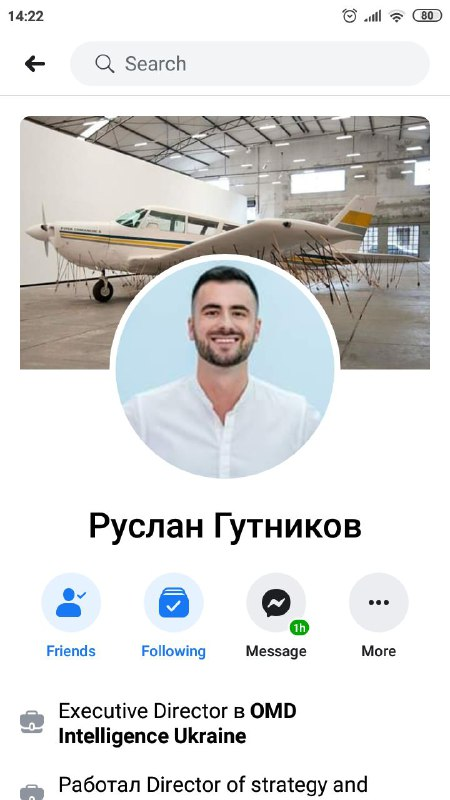 14:22
80
Search
Руслан Гутников
Friends
Following
1h
Message
More
Executive Director в OMD
Intelligence Ukraine
Работал Director of strategy and